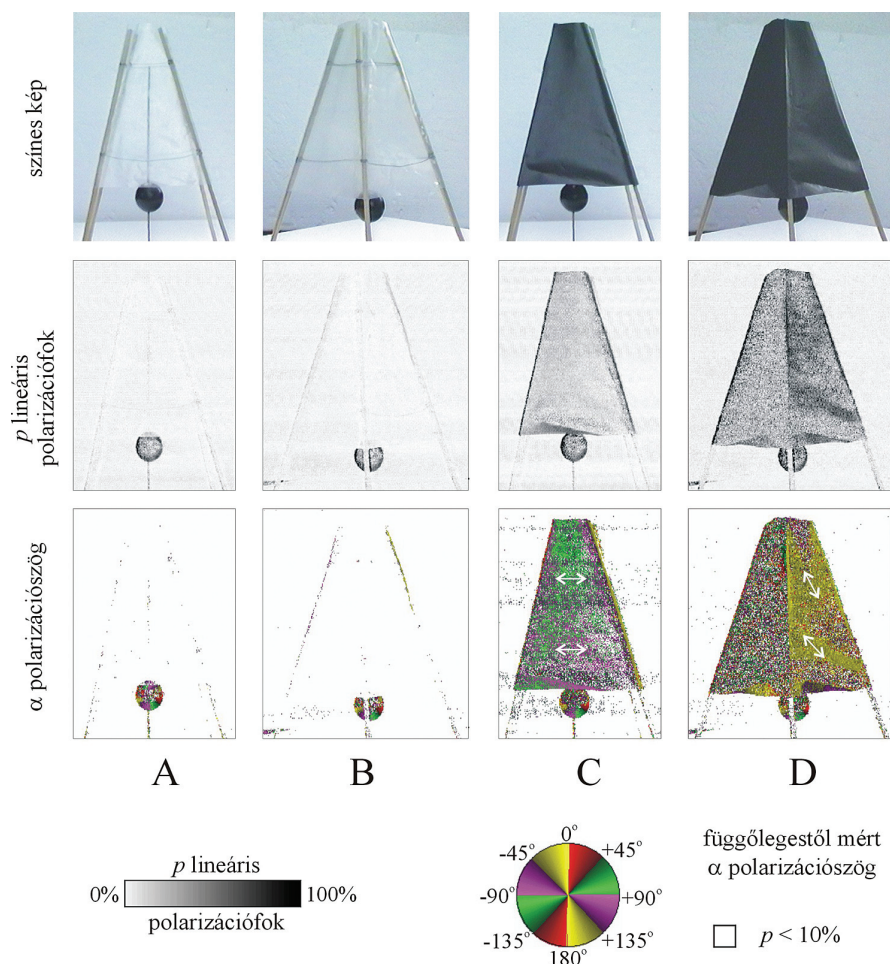 színes kép
p lineáris
polarizációfok
α polarizációszög
A
B
C
D
p lineáris
0%
100%
polarizációfok
0°
-45°
+45°
-90°
+90°
-135°
+135°
180°
függőlegestől mért
α polarizációszög
p < 10%